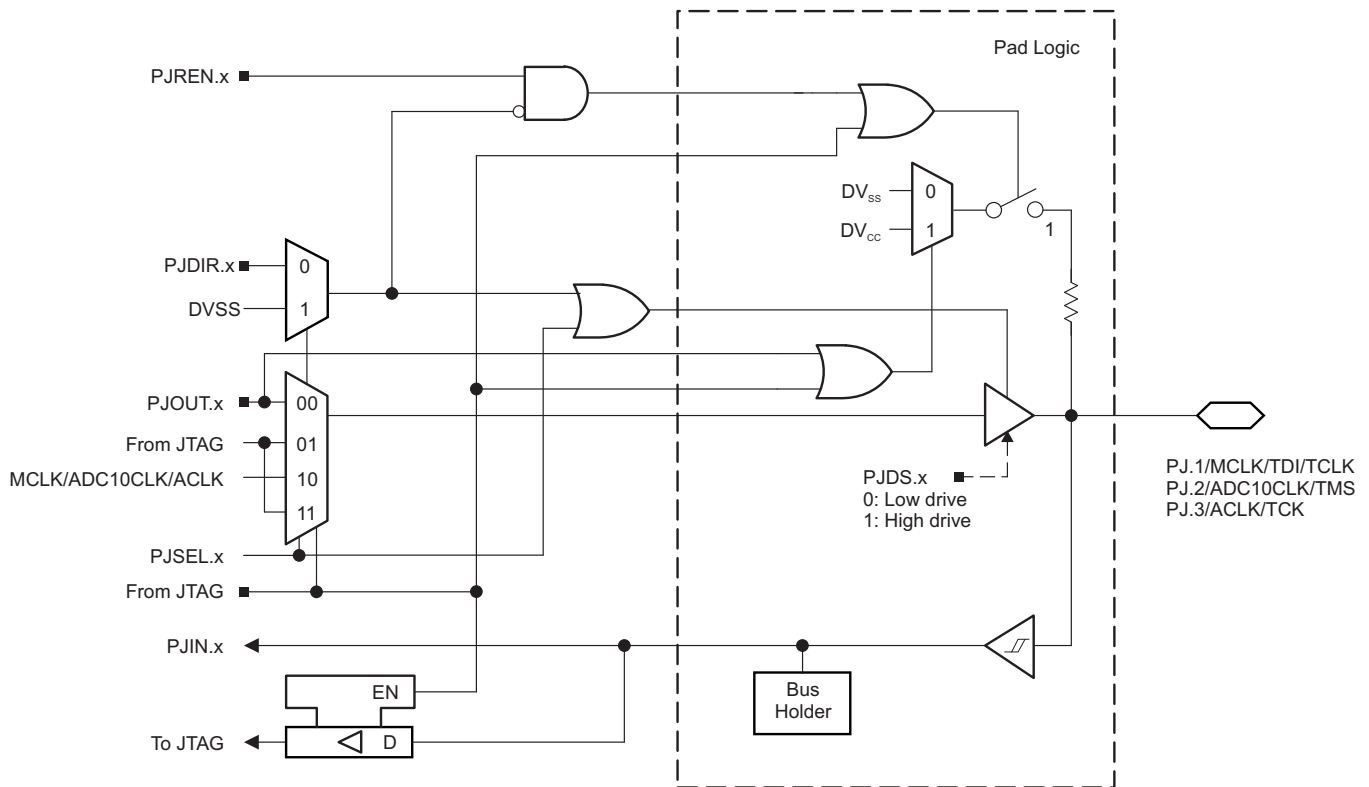 Pad Logic
PJREN.x
DVSS
0
DVCC
1
1
PJDIR.x
0
DVSS
1
PJOUT.x
00
From JTAG
01
MCLK/ADC10CLK/ACLK
10
11
PJDS.x
0: Low drive
1: High drive
PJ.1/MCLK/TDI/TCLK
PJ.2/ADC10CLK/TMS
PJ.3/ACLK/TCK
PJSEL.x
From JTAG
PJIN.x
EN
Bus
Holder
To JTAG
D